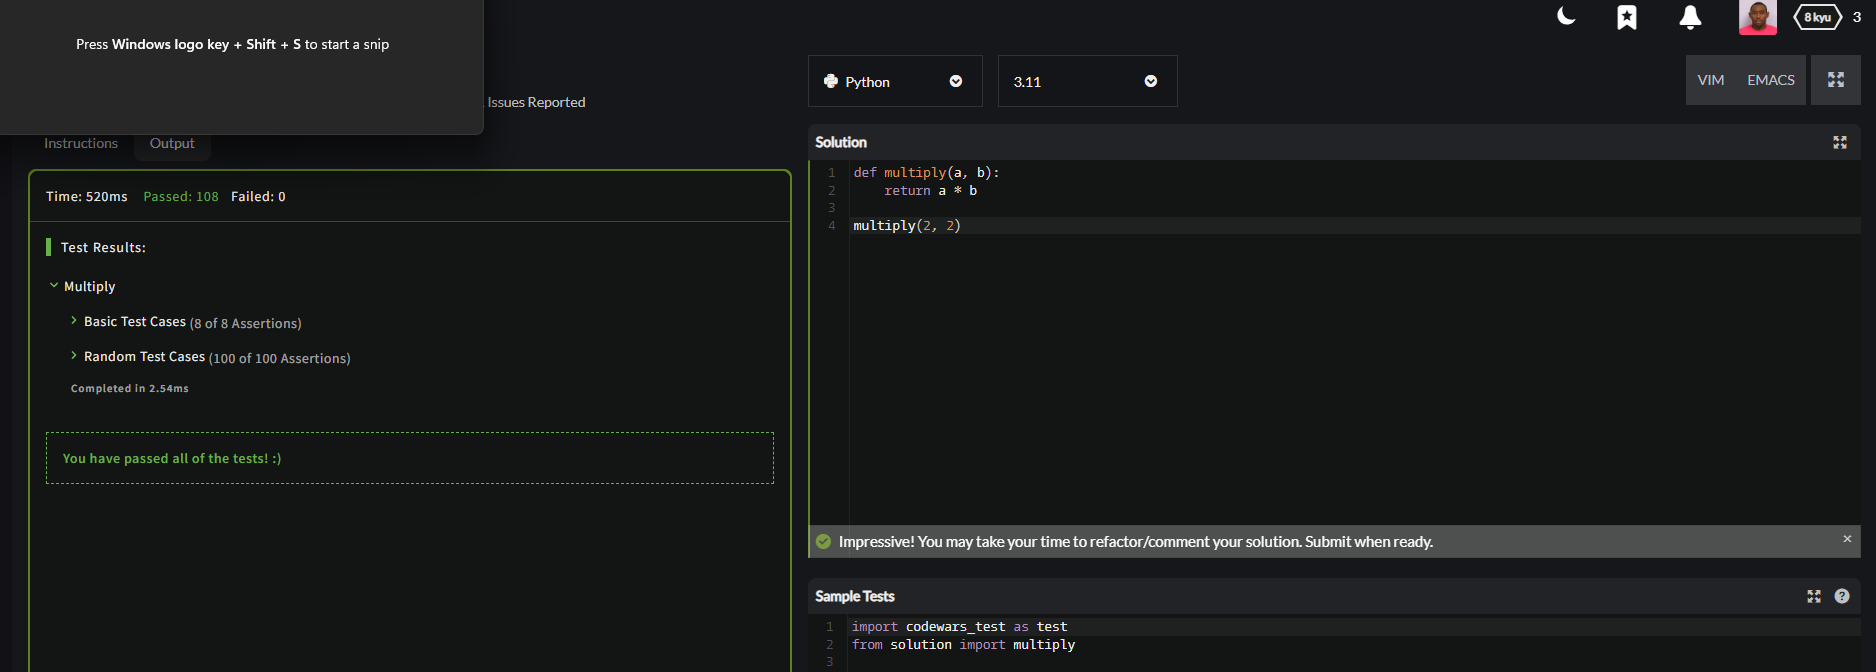 Press Windows logo key + Shift + S to start a snip
8 kyu
3
Python
3.11
VIM
EMACS
Issues Reported
Instructions
Output
Time: 520ms Passed: 108 Failed: 0
Test Results:
Multiply
Basic Test Cases (8 of 8 Assertions)
Random Test Cases (100 of 100 Assertions)
Completed in 2.54ms
You have passed all of the tests! :)
Solution
1 def multiply(a, b):
2     return a * b
3
4 multiply(2, 2)
Impressive! You may take your time to refactor/comment your solution. Submit when ready.
Sample Tests
1 import codewars_test as test
2 from solution import multiply
3